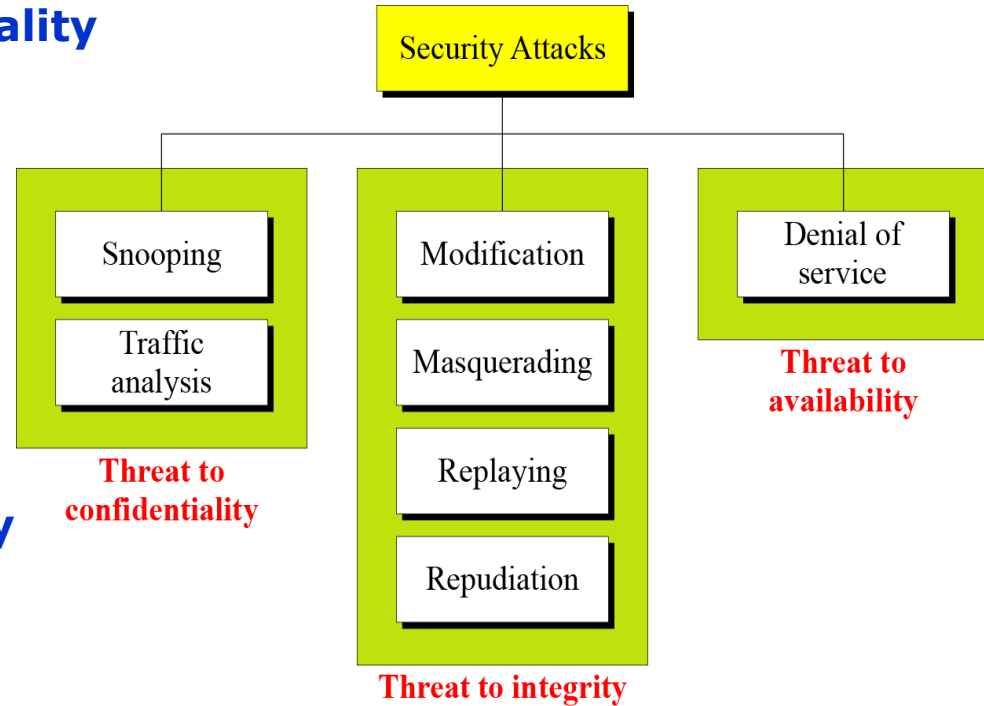 ality
Security Attacks
Snooping
Traffic
analysis
Threat to
confidentiality
y
Modification
Masquerading
Replaying
Repudiation
Threat to integrity
Denial of
service
Threat to
availability